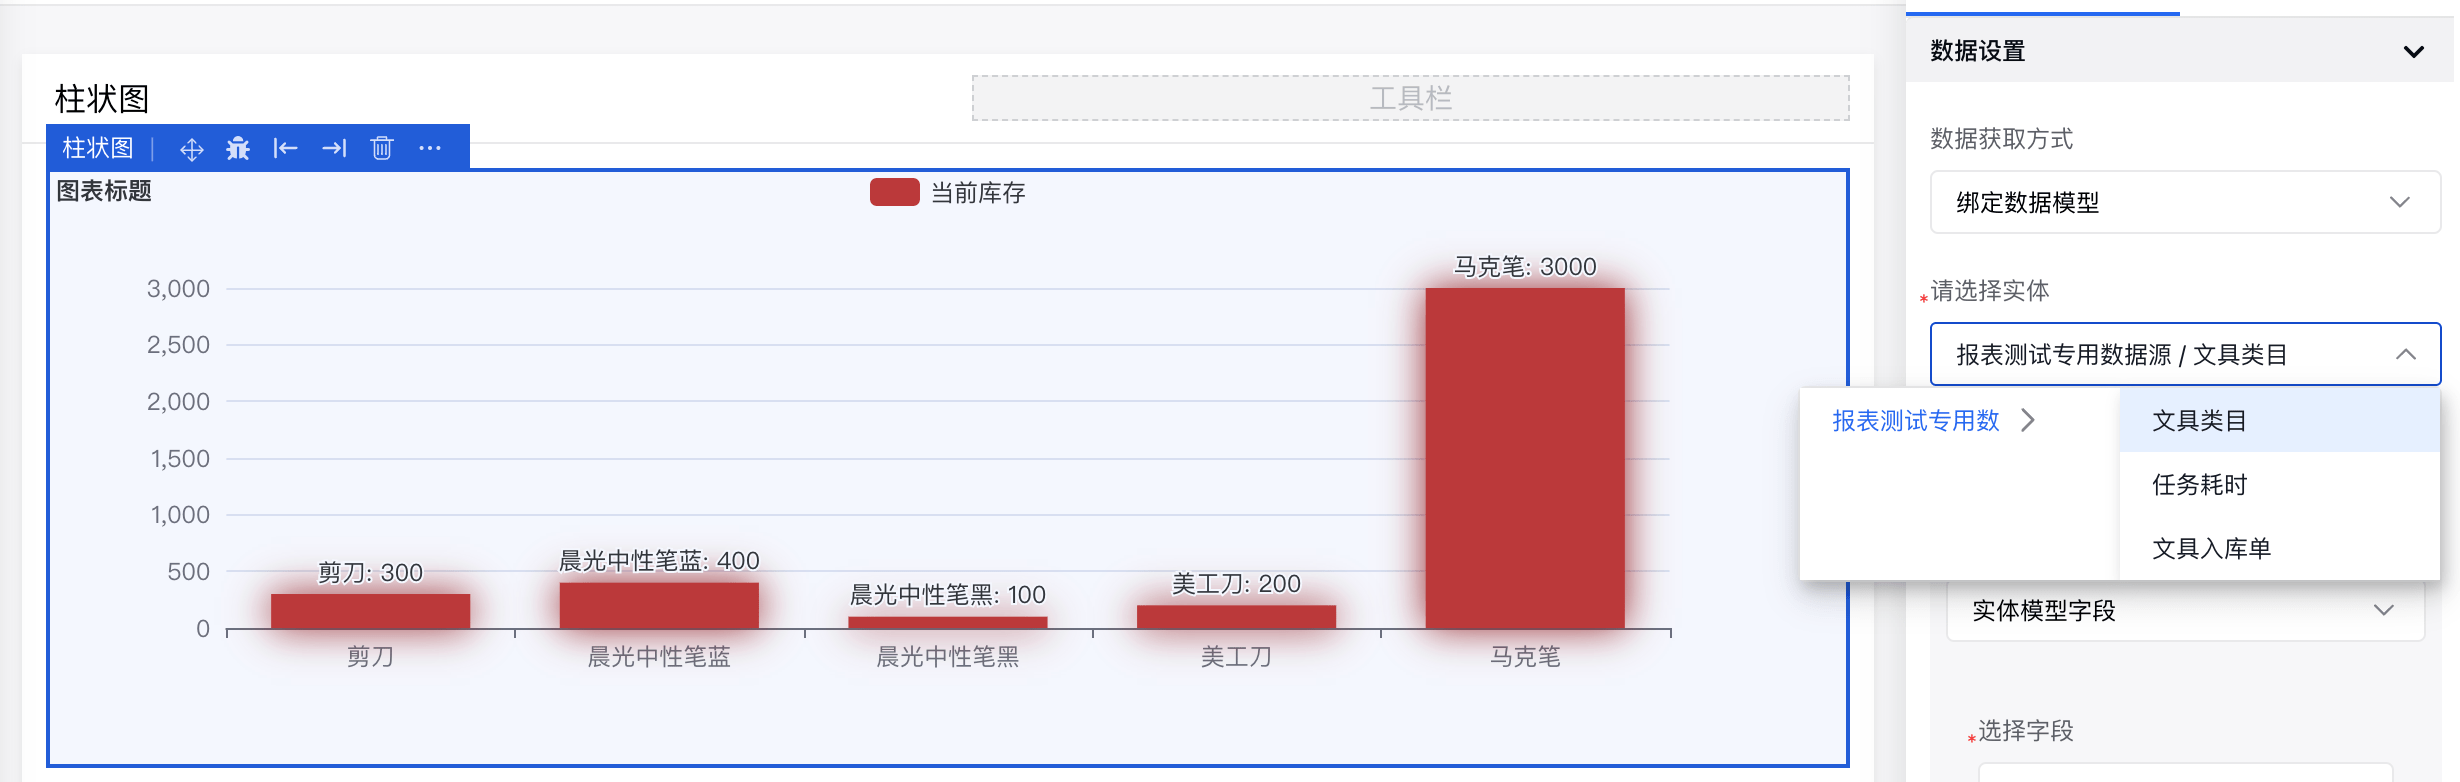 柱状图
工具栏
柱状图
图表标题
当前库存
3,000
2,500
2,000
1,500
1,000
500
0
剪刀: 300
晨光中性笔蓝: 400
晨光中性笔黑: 100
美工刀: 200
马克笔: 3000
剪刀
晨光中性笔蓝
晨光中性笔黑
美工刀
马克笔
数据设置
数据获取方式
绑定数据模型
*请选择实体
报表测试专用数据源 / 文具类目
报表测试专用数
文具类目
任务耗时
文具入库单
实体模型字段
*选择字段